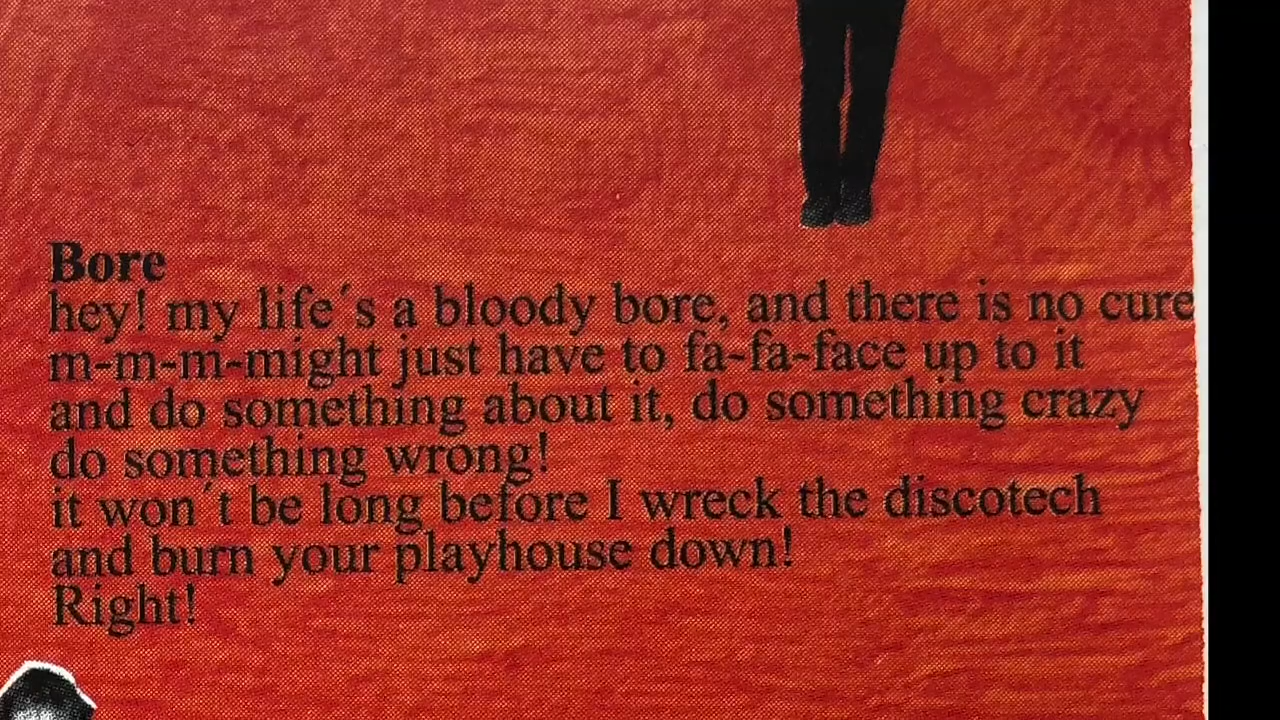 Bore
hey! my life´s a bloody bore, and there is no cure
m-m-m-might just have to fa-fa-face up to it
and do something about it, do something crazy
do something wrong!
it won´t be long before I wreck the discotech
and burn your playhouse down!
Right!